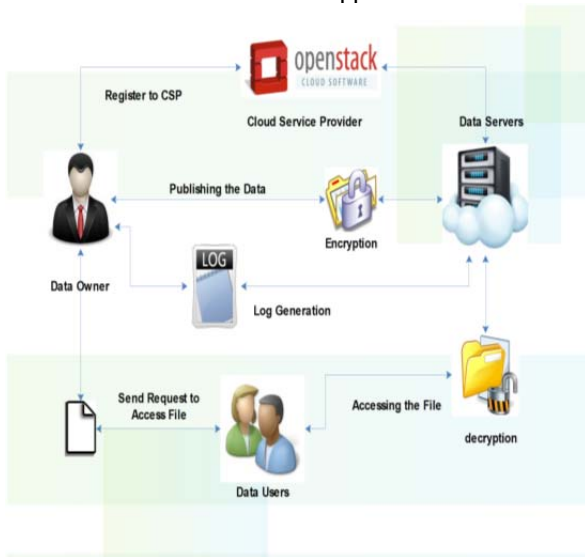 openstack
CLOUD SOFTWARE
Register to CSP
Cloud Service Provider
Data Servers
Publishing the Data
Encryption
LOG
Data Owner
Log Generation
Send Request to
Access File
Accessing the File
decryption
Data Users